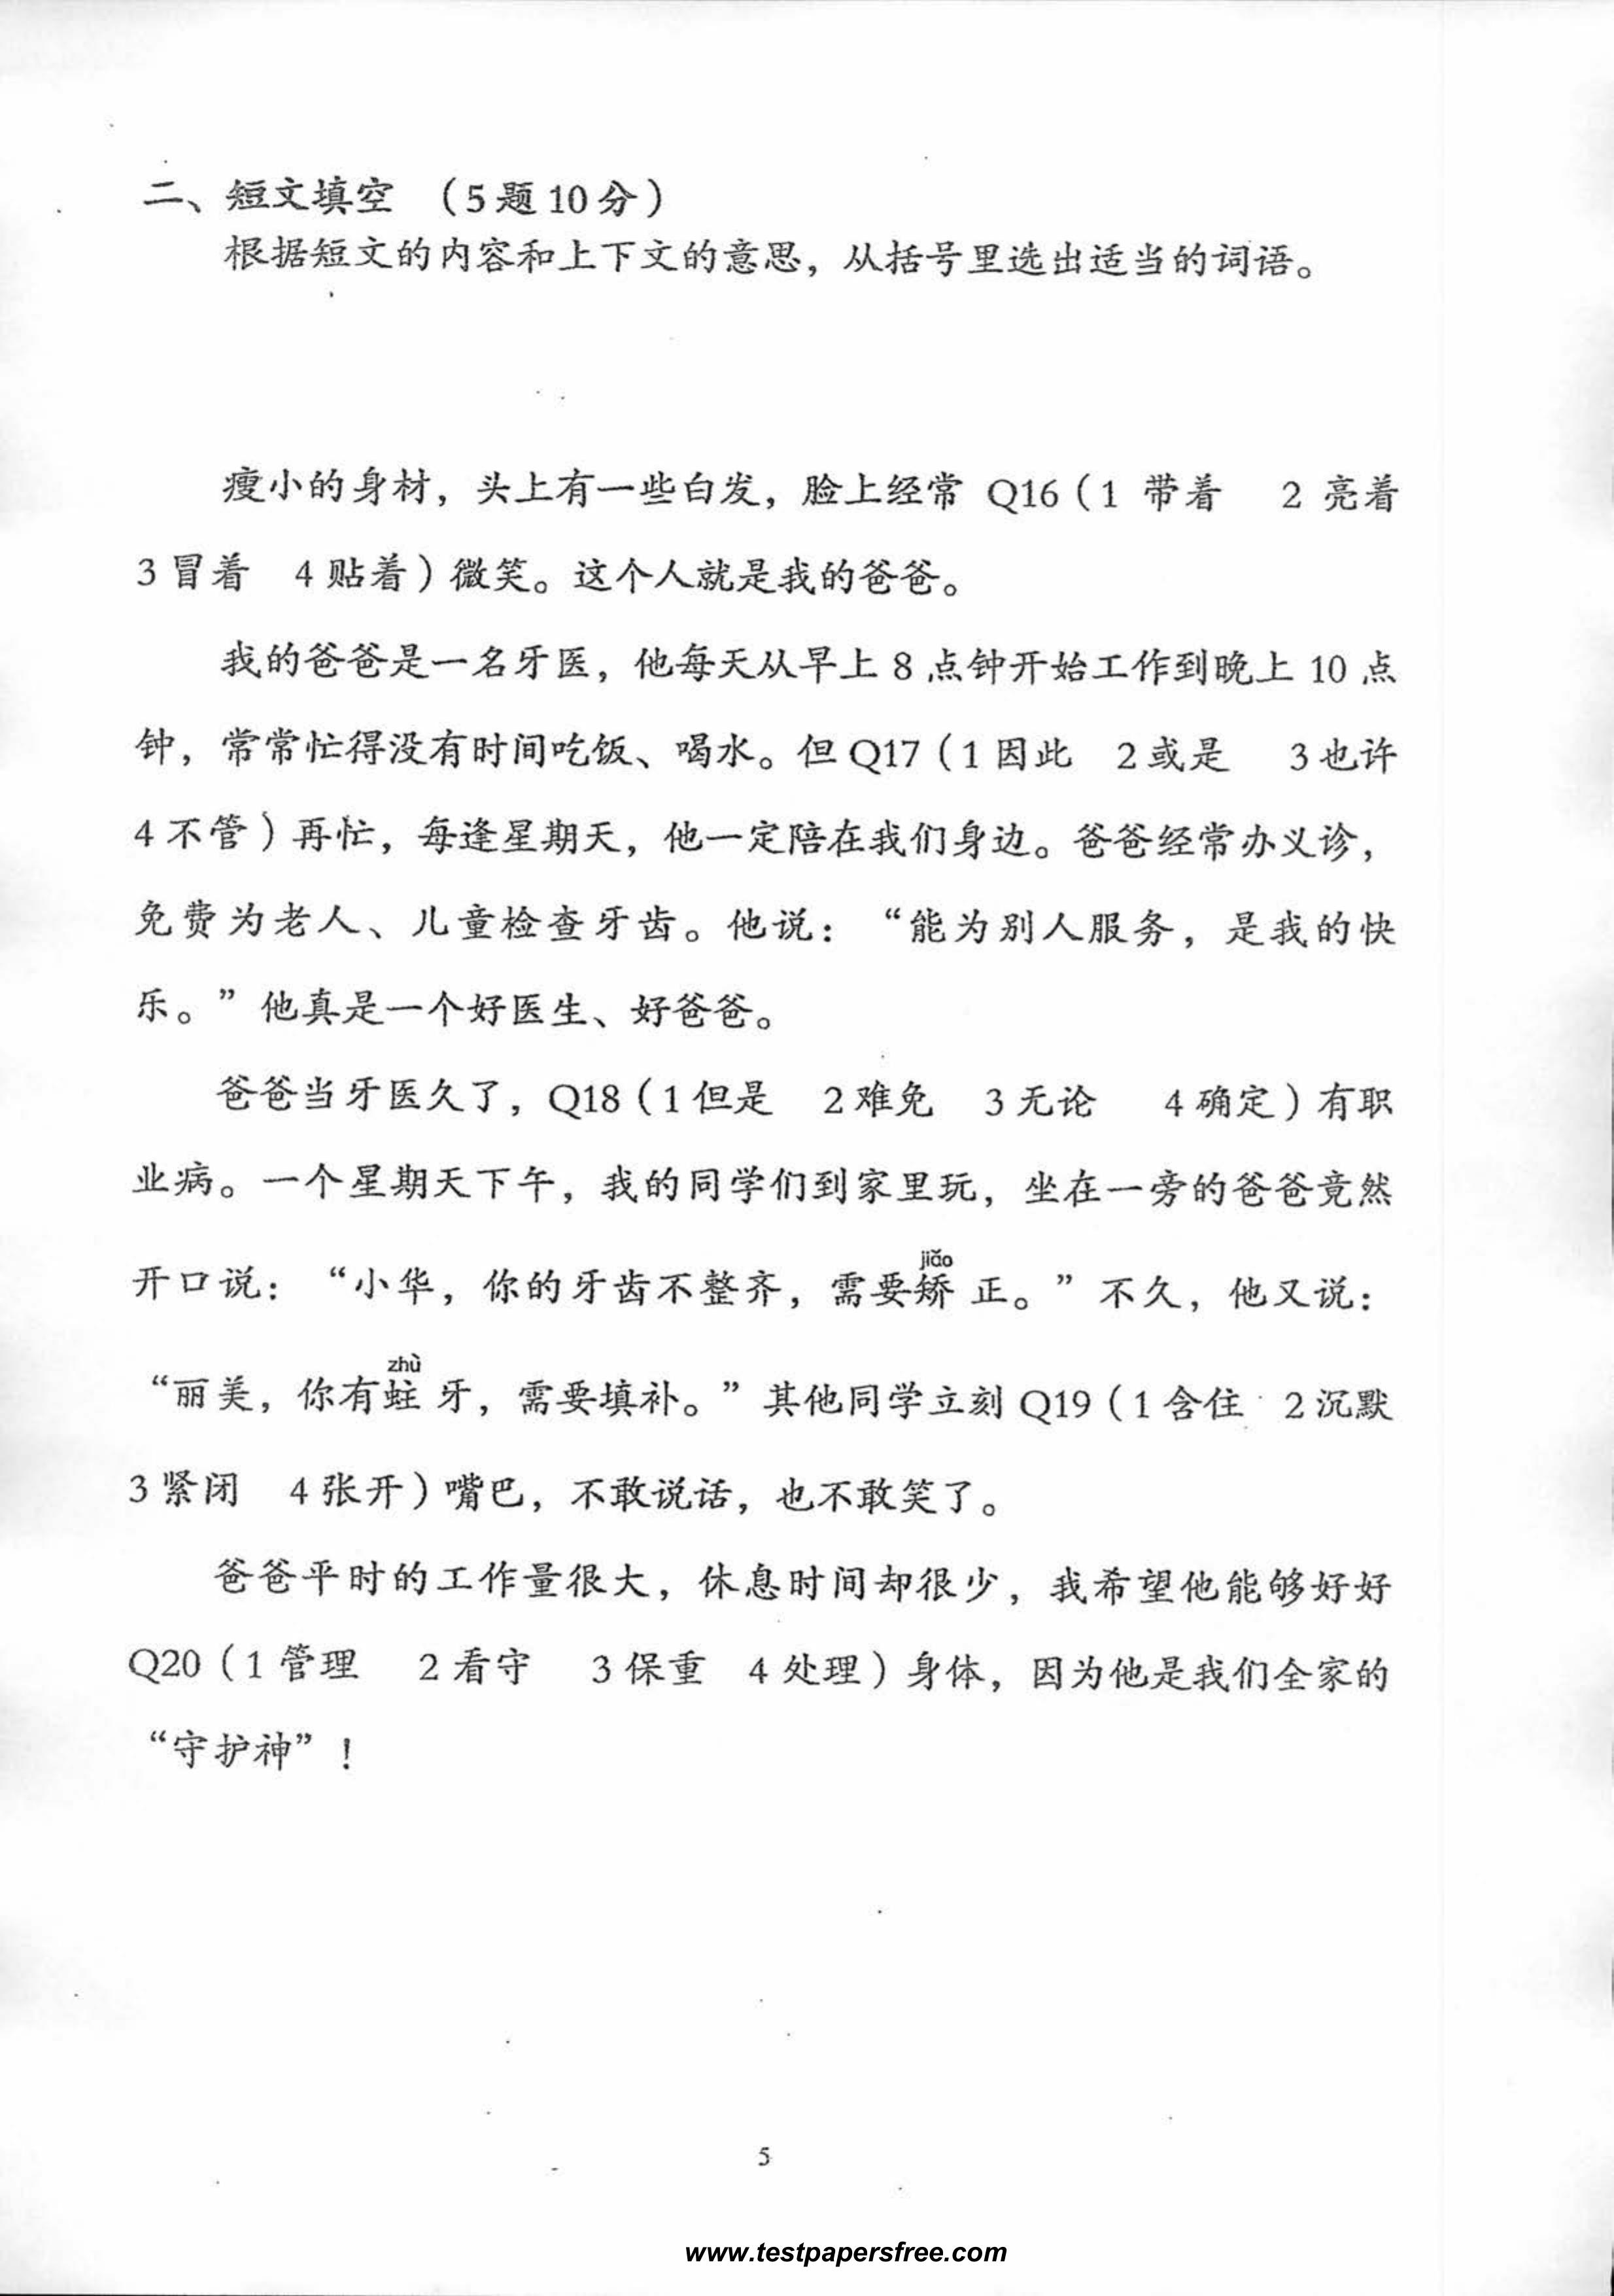 二、短文填空 （5题10分）
根据短文的内容和上下文的意思，从括号里选出适当的词语。
瘦小的身材，头上有一些白发，脸上经常 Q16（1 带着 2 亮着
3 冒着 4 贴着）微笑。这个人就是我的爸爸。
我的爸爸是一名牙医，他每天从早上 8 点钟开始工作到晚上 10 点
钟，常常忙得没有时间吃饭、喝水。但 Q17（1 因此 2 或是 3 也许
4 不管）再忙，每逢星期天，他一定陪在我们身边。爸爸经常办义诊，
免费为老人、儿童检查牙齿。他说：“能为别人服务，是我的快
乐。”他真是一个好医生、好爸爸。
爸爸当牙医久了，Q18（1 但是 2 难免 3 无论 4 确定）有职
业病。一个星期天下午，我的同学们到家里玩，坐在一旁的爸爸竟然
jiǎo
开口说：“小华，你的牙齿不整齐，需要矫正。”不久，他又说：
zhù
“丽美，你有蛀牙，需要填补。”其他同学立刻 Q19（1 含住 2 沉默
3 紧闭 4 张开）嘴巴，不敢说话，也不敢笑了。
爸爸平时的工作量很大，休息时间却很少，我希望他能够好好
Q20（1 管理 2 看守 3 保重 4 处理）身体，因为他是我们全家的
“守护神”！
5
www.testpapersfree.com